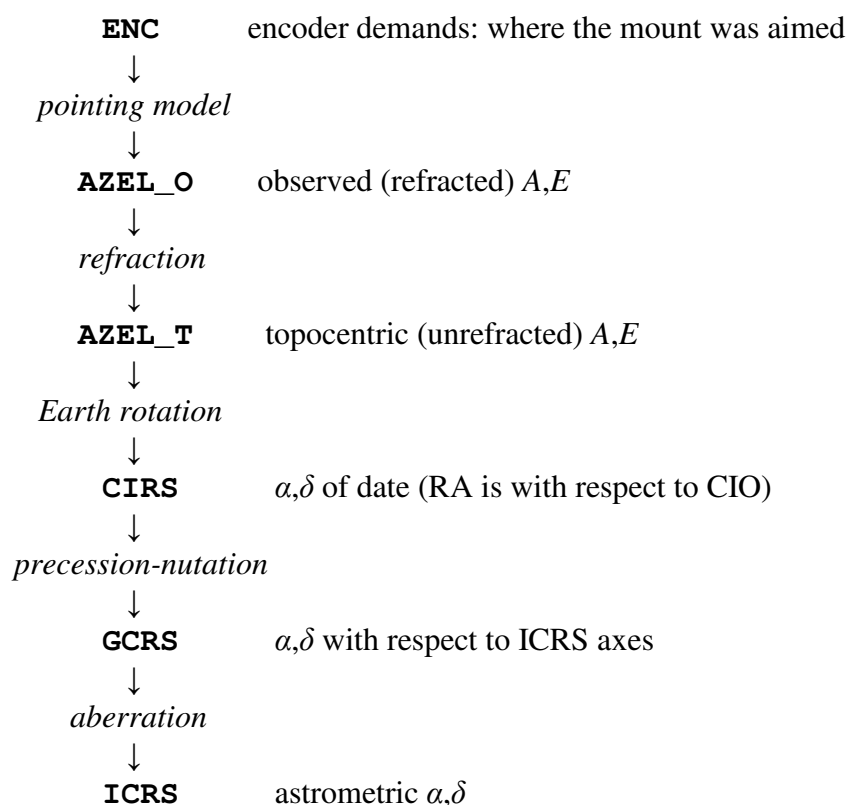 ENC encoder demands: where the mount was aimed
↓
pointing model
↓
AZEL_O observed (refracted) A,E
↓
refraction
↓
AZEL_T topocentric (unrefracted) A,E
↓
Earth rotation
↓
CIRS α,δ of date (RA is with respect to CIO)
↓
precession-nutation
↓
GCRS α,δ with respect to ICRS axes
↓
aberration
↓
ICRS astrometric α,δ